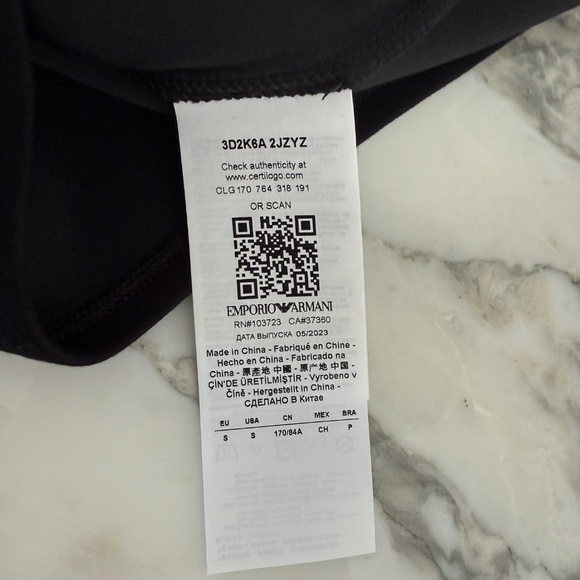 3D2K6A 2JZYZ
Check authenticity at
www.certilogo.com
CLG 170 764 318 191
OR SCAN
EMPORIO ARMANI
RN#103723 CA#37360
ДАТА ВЫПУСКА 05/2023
Made in China - Fabriqué en Chine -
Hecho en China - Fabricado na
China - 原產地 中國 - 原产地 中国 -
ÇİN'DE ÜRETİLMİŞTİR - Vyrobeno v
Číně - Hergestellt in China -
СДЕЛАНО В Китае
EU USA CN MEX BRA
S S 170/84A CH P